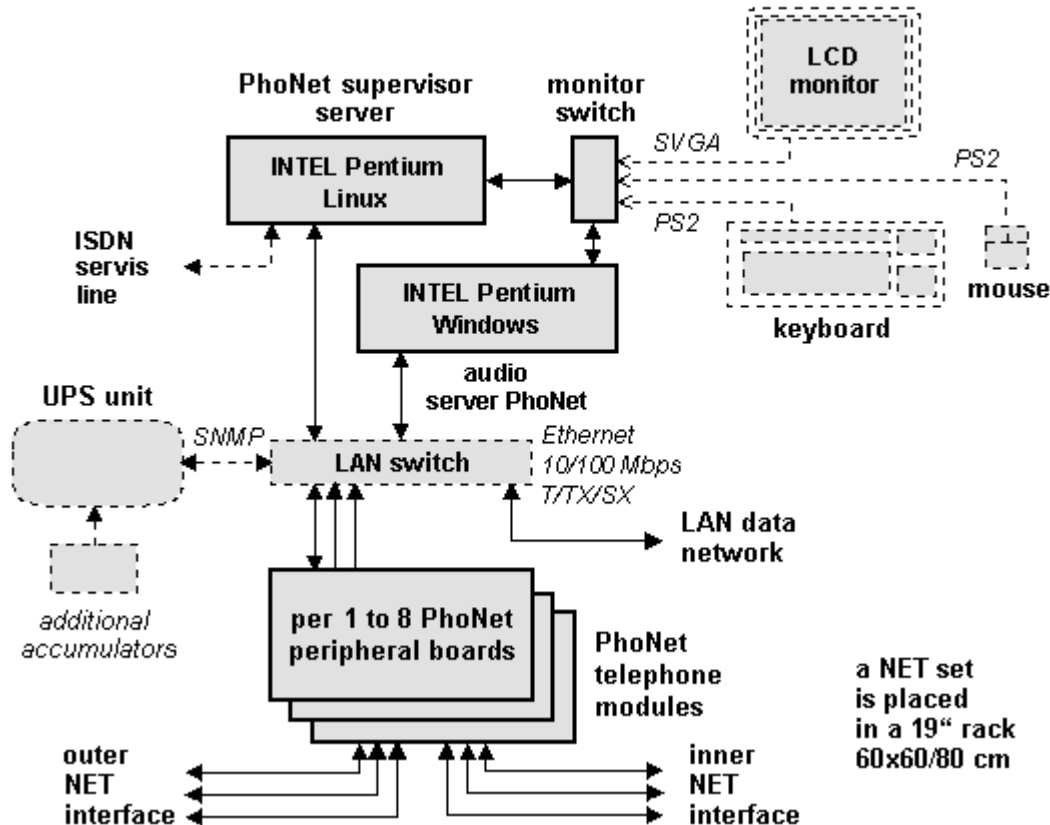 LCD
monitor
PhoNet supervisor
server
monitor
switch
SVGA
PS2
INTEL Pentium
Linux
PS2
ISDN
servis
line
INTEL Pentium
Windows
mouse
keyboard
audio
server PhoNet
UPS unit
SNMP
LAN switch
Ethernet
10/100 Mbps
T/TX/SX
LAN data
network
additional
accumulators
per 1 to 8 PhoNet
peripheral boards
PhoNet
telephone
modules
a NET set
is placed
in a 19“ rack
60x60/80 cm
outer
NET
interface
inner
NET
interface